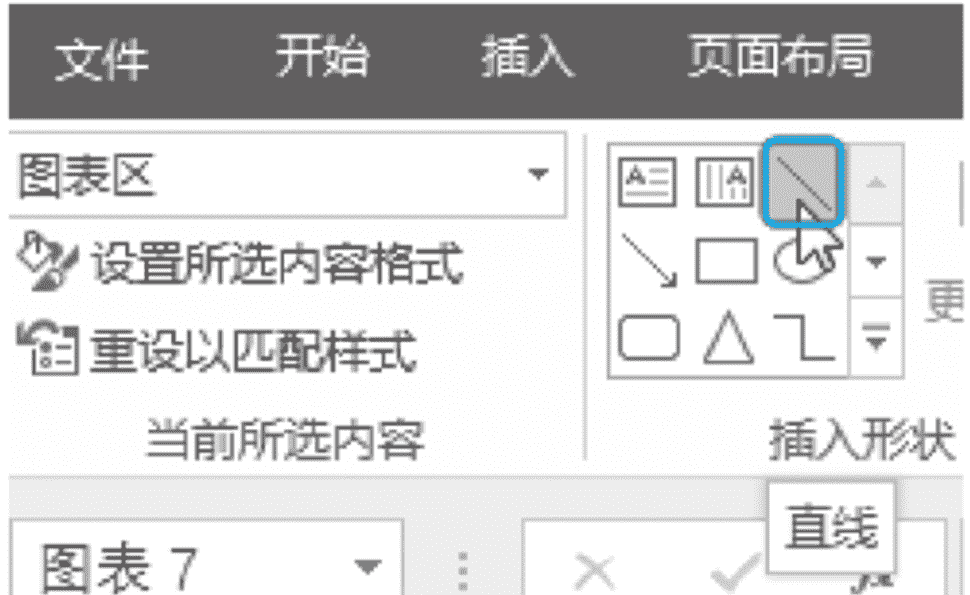 文件 开始 插入 页面布局
图表区
设置所选内容格式
重设以匹配样式
当前所选内容
A A
更
插入形状
直线
图表 7